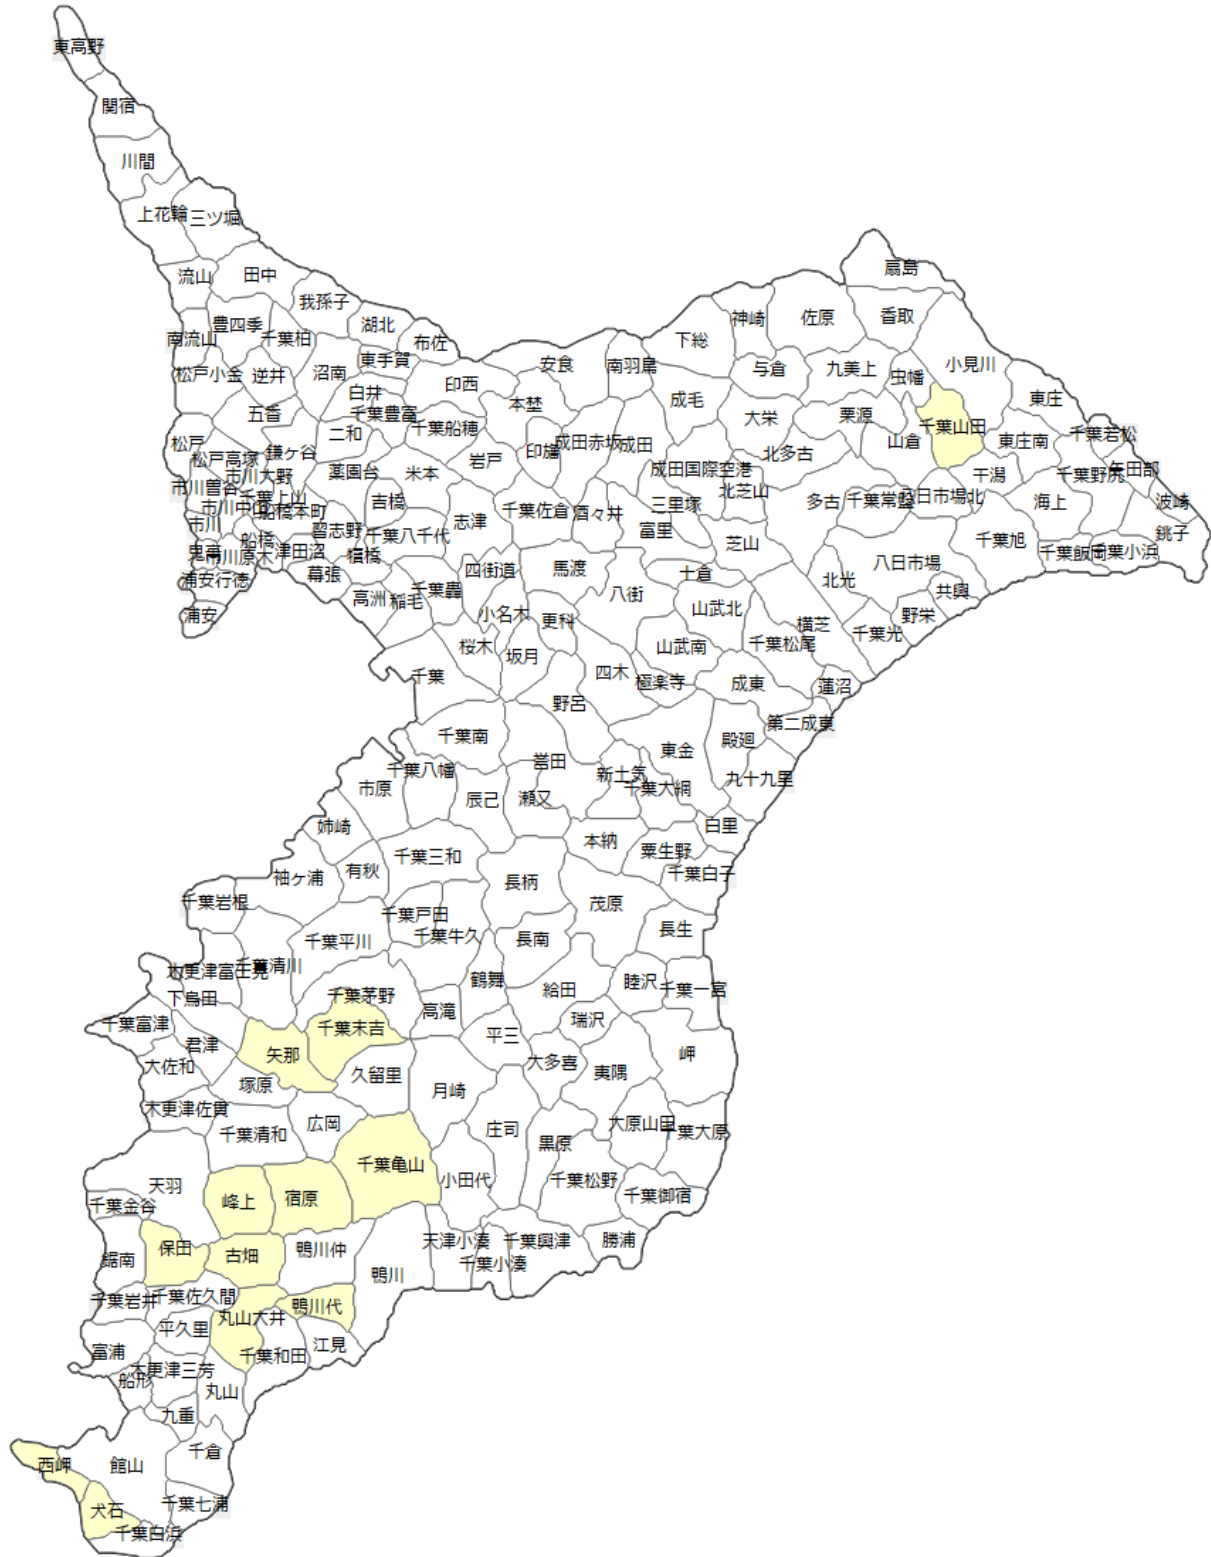 東高野
関宿
川間
上花輪
三ツ堀
扇島
流山
田中
我孫子
神崎
佐原
香取
豊四季
湖北
南流山
千葉柏
布佐
下総
東手賀
安食
南羽鳥
与倉
九美上
虫幡
小見川
松戸小金
逆井
沼南
印西
白井
成毛
東庄
五香
千葉豊富
本埜
大栄
栗源
千葉山田
二和
千葉船穂
千葉若松
松戸
成田赤坂
成田
山倉
東庄南
鎌ケ谷
印旛
北多古
松戸高塚
岩戸
薬園台
米本
市川大野
成田国際空港
干潟
千葉野尻
矢田部
市川曽谷
北芝山
千葉上山
吉橋
多古
千葉常盤
八日市場北
海上
波崎
船橋本町
三里塚
千葉佐倉
酒々井
市川
志津
習志野
富里
千葉八千代
銚子
船橋
芝山
千葉旭
鬼高
市川原木
津田沼
犢橋
千葉飯岡
千葉小浜
八日市場
四街道
馬渡
幕張
十倉
浦安行徳
北光
千葉轟
八街
共興
高洲
稲毛
山武北
浦安
小名木
更科
横芝
野栄
千葉光
桜木
山武南
千葉松尾
坂月
四木
千葉
極楽寺
成東
蓮沼
野呂
第二成東
千葉南
殿廻
東金
誉田
千葉八幡
新土気
九十九里
市原
千葉大網
辰己
瀬又
姉崎
白里
本納
粟生野
千葉三和
有秋
千葉白子
袖ヶ浦
長柄
千葉岩根
茂原
千葉戸田
長生
千葉牛久
千葉平川
長南
千葉清川
鶴舞
睦沢
千葉一宮
給田
千葉茅野
下烏田
高滝
瑞沢
千葉富津
千葉末吉
平三
君津
矢那
岬
大佐和
大多喜
夷隅
久留里
塚原
月崎
木更津佐貫
広岡
大原山田
千葉大原
庄司
千葉清和
黒原
千葉亀山
小田代
千葉松野
天羽
千葉御宿
宿原
峰上
千葉金谷
天津小湊
千葉興津
勝浦
保田
鴨川仲
古畑
鋸南
千葉小湊
鴨川
千葉佐久間
千葉岩井
鴨川代
丸山大井
平久里
江見
富浦
千葉和田
木更津三芳
船形
丸山
九重
千倉
西岬
館山
千葉七浦
犬石
千葉白浜